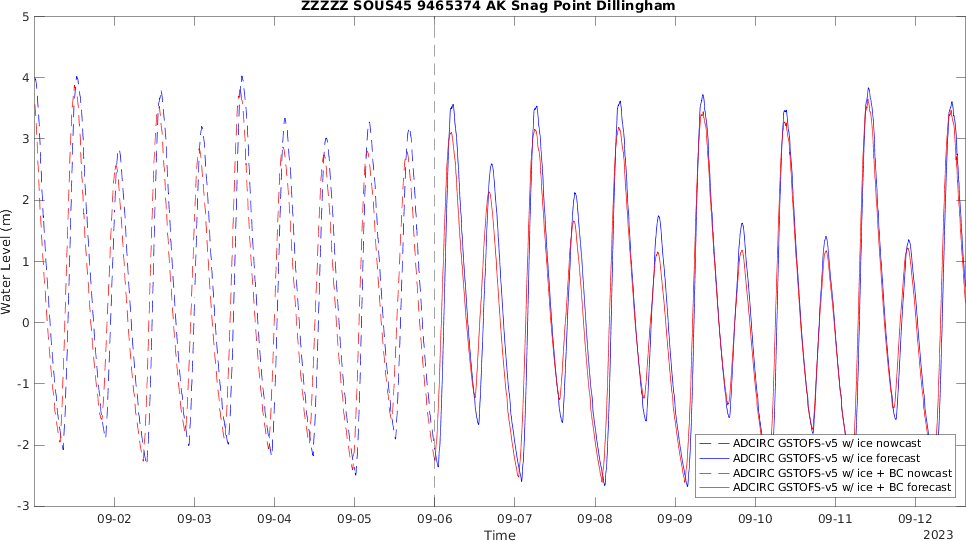 ZZZZZ SOUS45 9465374 AK Snag Point Dillingham
5
4
3
2
1
0
-1
-2
-3
Water Level (m)
09-02 09-03 09-04 09-05 09-06 09-07 09-08 09-09 09-10 09-11 09-12
Time
2023
ADCIRC GSTOFS-v5 w/ ice nowcast
ADCIRC GSTOFS-v5 w/ ice forecast
ADCIRC GSTOFS-v5 w/ ice + BC nowcast
ADCIRC GSTOFS-v5 w/ ice + BC forecast